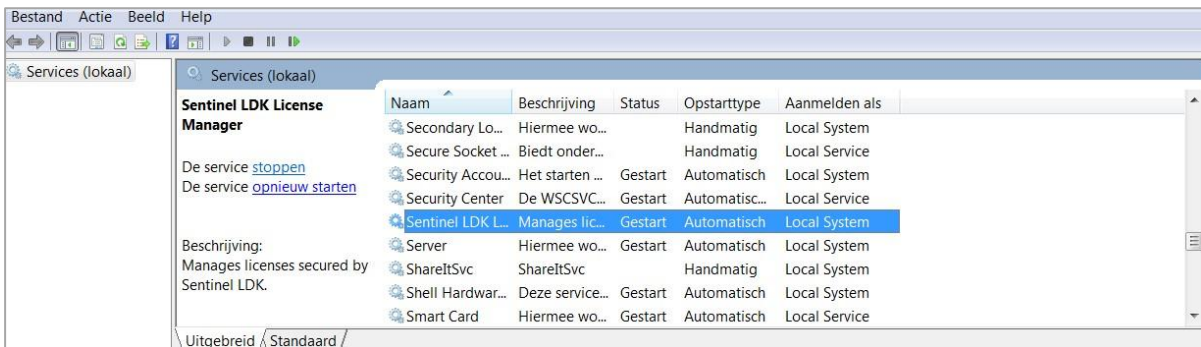 Bestand Actie Beeld Help
Services (lokaal)
Services (lokaal)
Sentinel LDK License
Manager
De service stoppen
De service opnieuw starten
Beschrijving:
Manages licenses secured by
Sentinel LDK.
Naam Beschrijving Status Opstarttype Aanmelden als
Secondary Lo... Hiermee wo... Handmatig Local System
Secure Socket ... Biedt onder... Handmatig Local Service
Security Accou... Het starten ... Gestart Automatisch Local System
Security Center De WSCSVC... Gestart Automatisc... Local Service
Sentinel LDK L... Manages lic... Gestart Automatisch Local System
Server Hiermee wo... Gestart Automatisch Local System
ShareItSvc ShareItSvc Handmatig Local System
Shell Hardwar... Deze service... Gestart Automatisch Local System
Smart Card Hiermee wo... Gestart Automatisch Local Service
Uitgebreid Standaard